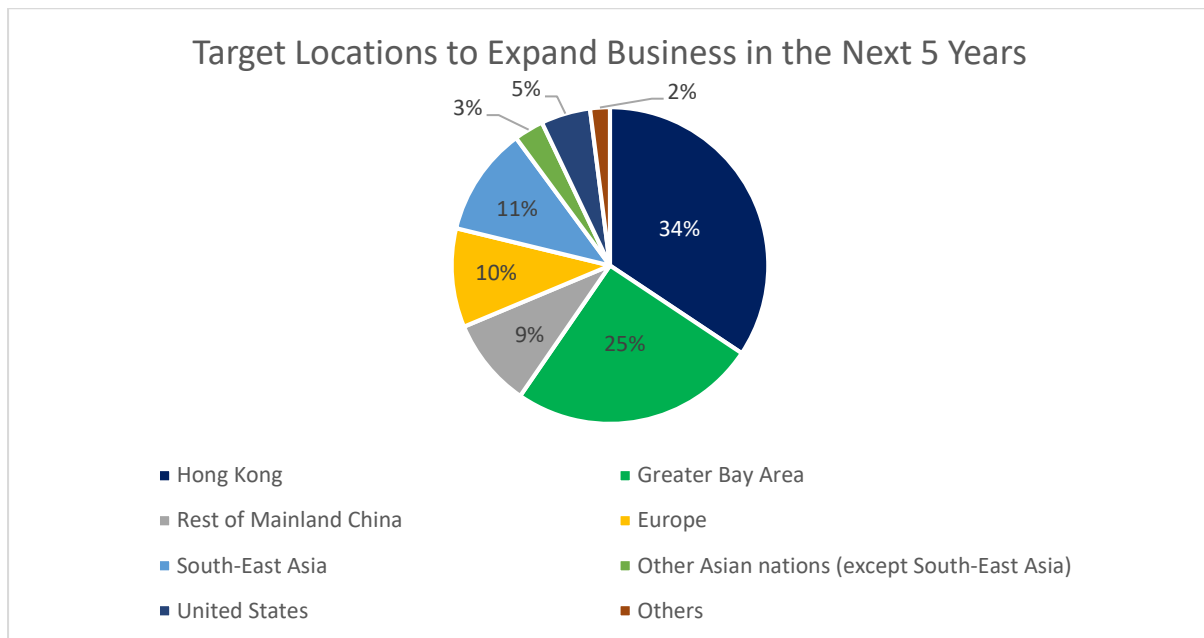 Target Locations to Expand Business in the Next 5 Years
5%
2%
3%
34%
11%
10%
9%
25%
Hong Kong
Greater Bay Area
Rest of Mainland China
Europe
South-East Asia
Other Asian nations (except South-East Asia)
United States
Others